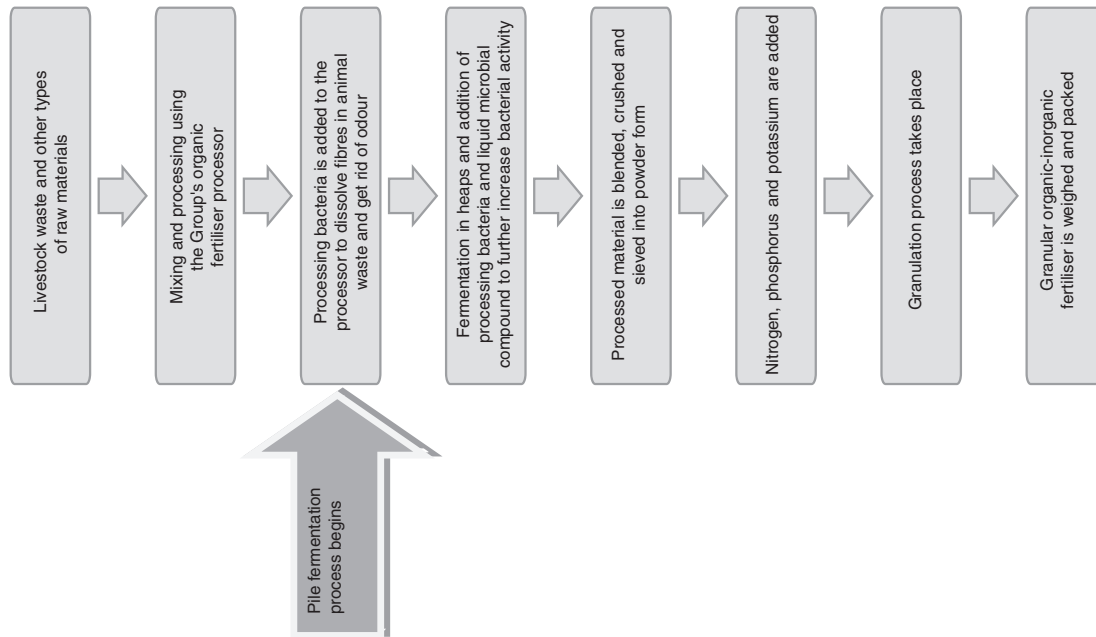 Livestock waste and other types
of raw materials
Mixing and processing using
the Group's organic
fertiliser processor
Pile fermentation
process begins
Processing bacteria is added to the
processor to dissolve fibres in animal
waste and get rid of odour
Fermentation in heaps and addition of
processing bacteria and liquid microbial
compound to further increase bacterial activity
Processed material is blended, crushed and
sieved into powder form
Nitrogen, phosphorus and potassium are added
Granulation process takes place
Granular organic-inorganic
fertiliser is weighed and packed